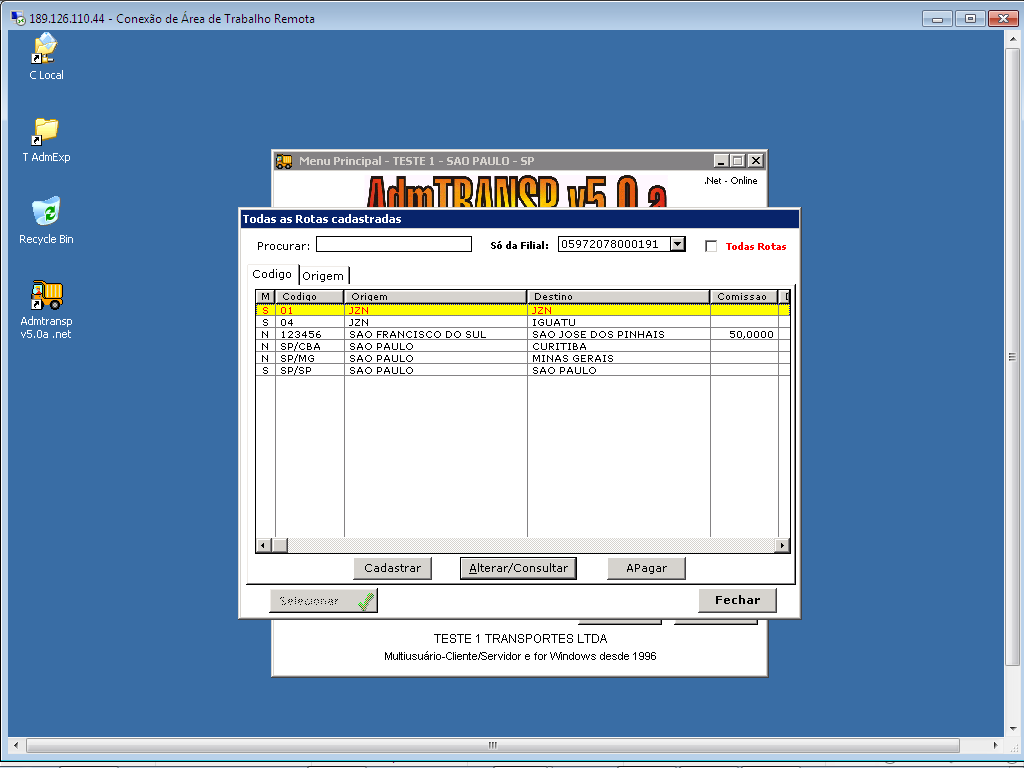 189.126.110.44 - Conexão de Área de Trabalho Remota
C Local
T AdmExp
Recycle Bin
Admtransp
v5.0a .net
Menu Principal - TESTE 1 - SAO PAULO - SP
.Net - Online
AdmTRANSP v5.0.a
Todas as Rotas cadastradas
Procurar:
Só da Filial: 05972078000191
Todas Rotas
Codigo Origem
M Codigo Origem Destino Comissao
S 01 JZN JZN
S 04 JZN IGUATU
N 123456 SAO FRANCISCO DO SUL SAO JOSE DOS PINHAIS 50,0000
N SP/CBA SAO PAULO CURITIBA
N SP/MG SAO PAULO MINAS GERAIS
S SP/SP SAO PAULO SAO PAULO
Cadastrar Alterar/Consultar APagar
Selecionar Fechar
TESTE 1 TRANSPORTES LTDA
Multiusuário-Cliente/Servidor e for Windows desde 1996